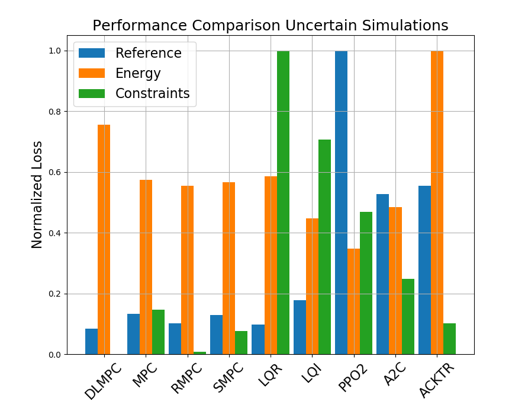 Performance Comparison Uncertain Simulations
Reference
Energy
Constraints
Normalized Loss
1.0
0.8
0.6
0.4
0.2
0.0
DLMPC
MPC
RMPC
SMPC
LQR
LQI
PPO2
A2C
ACKTR